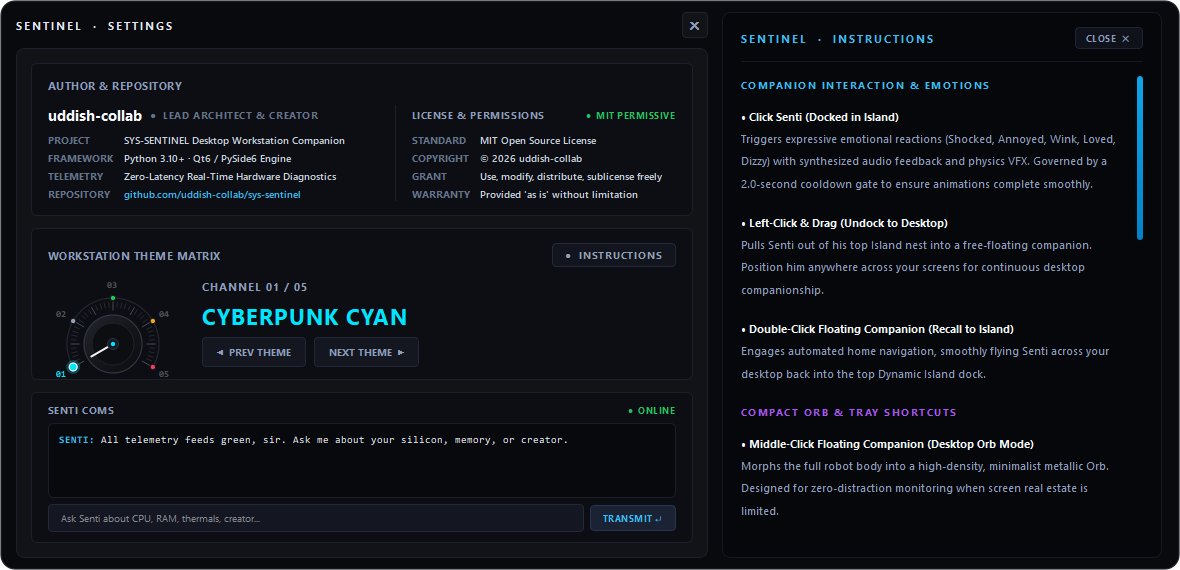 SENTINEL · SETTINGS
✕
AUTHOR & REPOSITORY
uddish-collab • LEAD ARCHITECT & CREATOR
PROJECT SYS-SENTINEL Desktop Workstation Companion
FRAMEWORK Python 3.10+ · Qt6 / PySide6 Engine
TELEMETRY Zero-Latency Real-Time Hardware Diagnostics
REPOSITORY github.com/uddish-collab/sys-sentinel
LICENSE & PERMISSIONS • MIT PERMISSIVE
STANDARD MIT Open Source License
COPYRIGHT © 2026 uddish-collab
GRANT Use, modify, distribute, sublicense freely
WARRANTY Provided 'as is' without limitation
WORKSTATION THEME MATRIX
• INSTRUCTIONS
03
02
04
01
05
CHANNEL 01 / 05
CYBERPUNK CYAN
◄ PREV THEME
NEXT THEME ►
SENTI COMS
• ONLINE
SENTI: All telemetry feeds green, sir. Ask me about your silicon, memory, or creator.
Ask Senti about CPU, RAM, thermals, creator...
TRANSMIT ↵
SENTINEL · INSTRUCTIONS
CLOSE ✕
COMPANION INTERACTION & EMOTIONS
• Click Senti (Docked in Island)
Triggers expressive emotional reactions (Shocked, Annoyed, Wink, Loved,
Dizzy) with synthesized audio feedback and physics VFX. Governed by a
2.0-second cooldown gate to ensure animations complete smoothly.
• Left-Click & Drag (Undock to Desktop)
Pulls Senti out of his top Island nest into a free-floating companion.
Position him anywhere across your screens for continuous desktop
companionship.
• Double-Click Floating Companion (Recall to Island)
Engages automated home navigation, smoothly flying Senti across your
desktop back into the top Dynamic Island dock.
COMPACT ORB & TRAY SHORTCUTS
• Middle-Click Floating Companion (Desktop Orb Mode)
Morphs the full robot body into a high-density, minimalist metallic Orb.
Designed for zero-distraction monitoring when screen real estate is
limited.